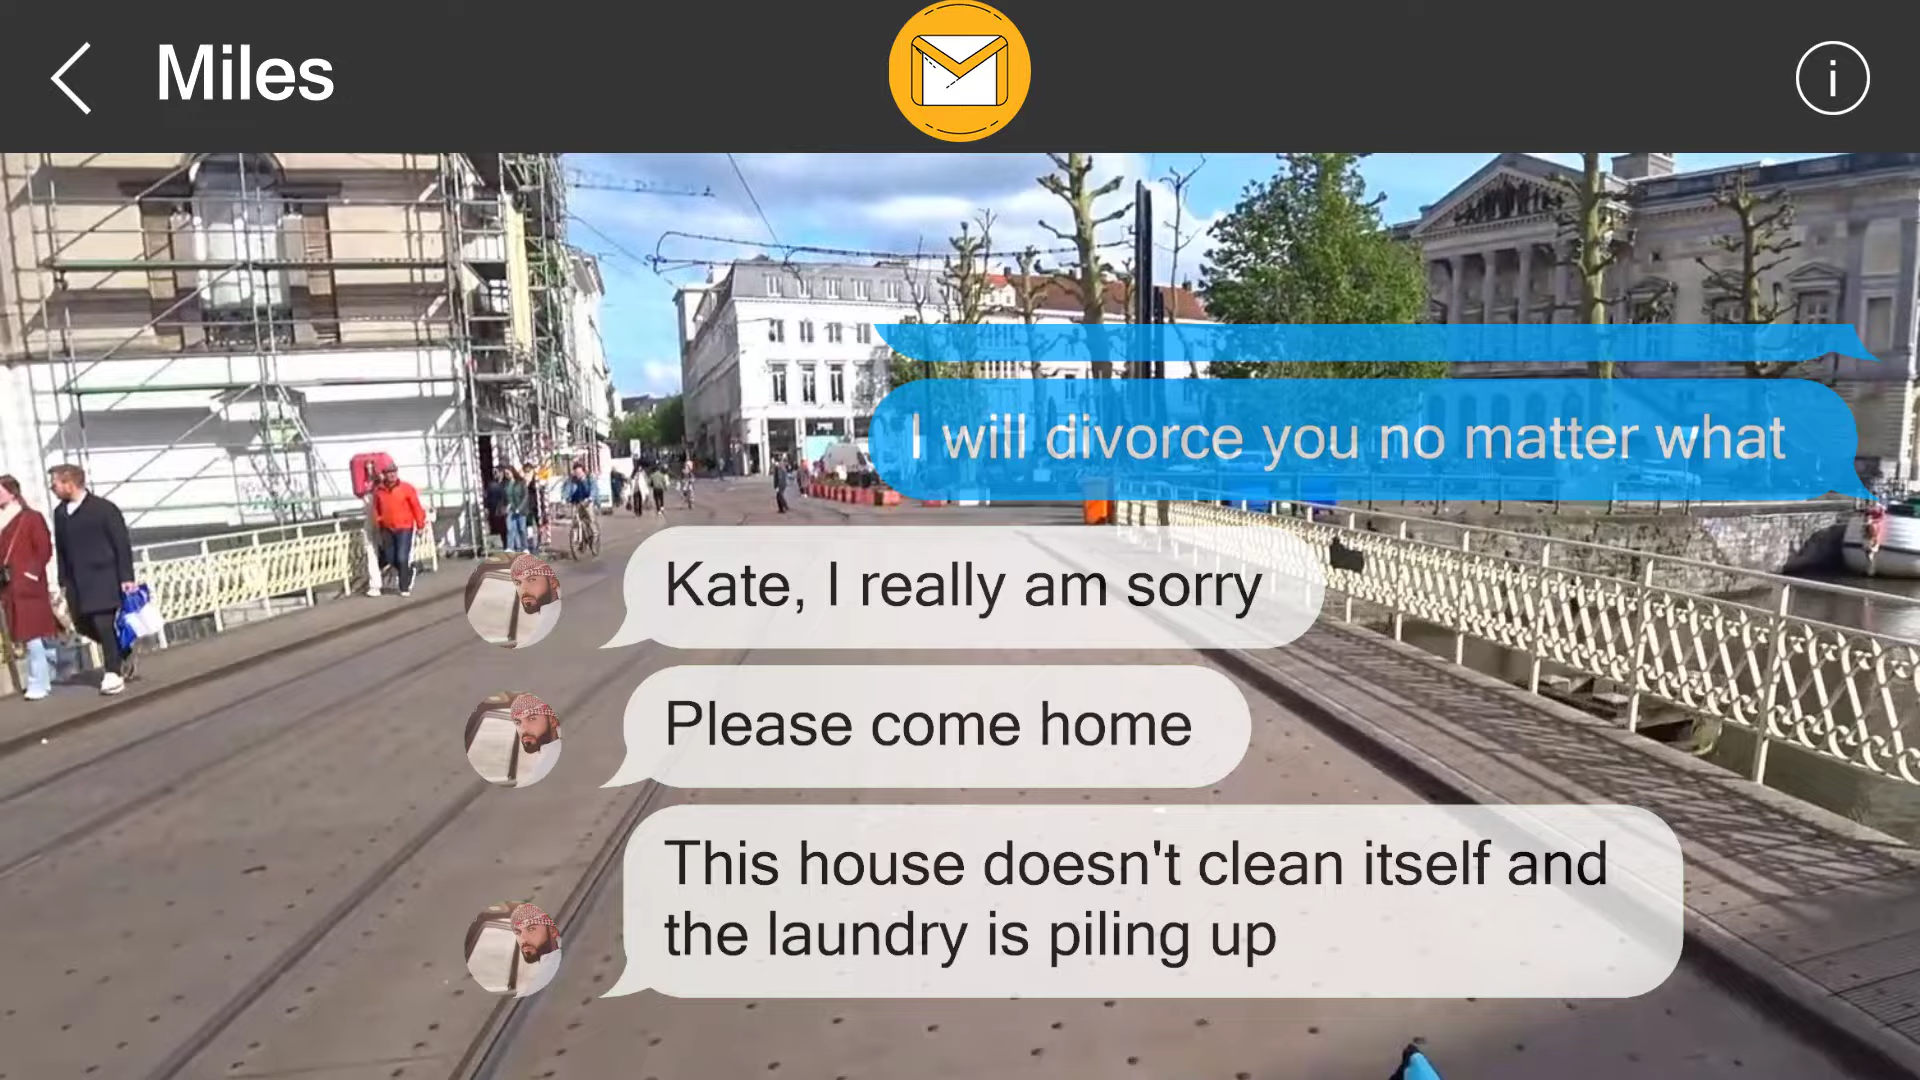 Miles
I will divorce you no matter what
Kate, I really am sorry
Please come home
This house doesn't clean itself and
the laundry is piling up